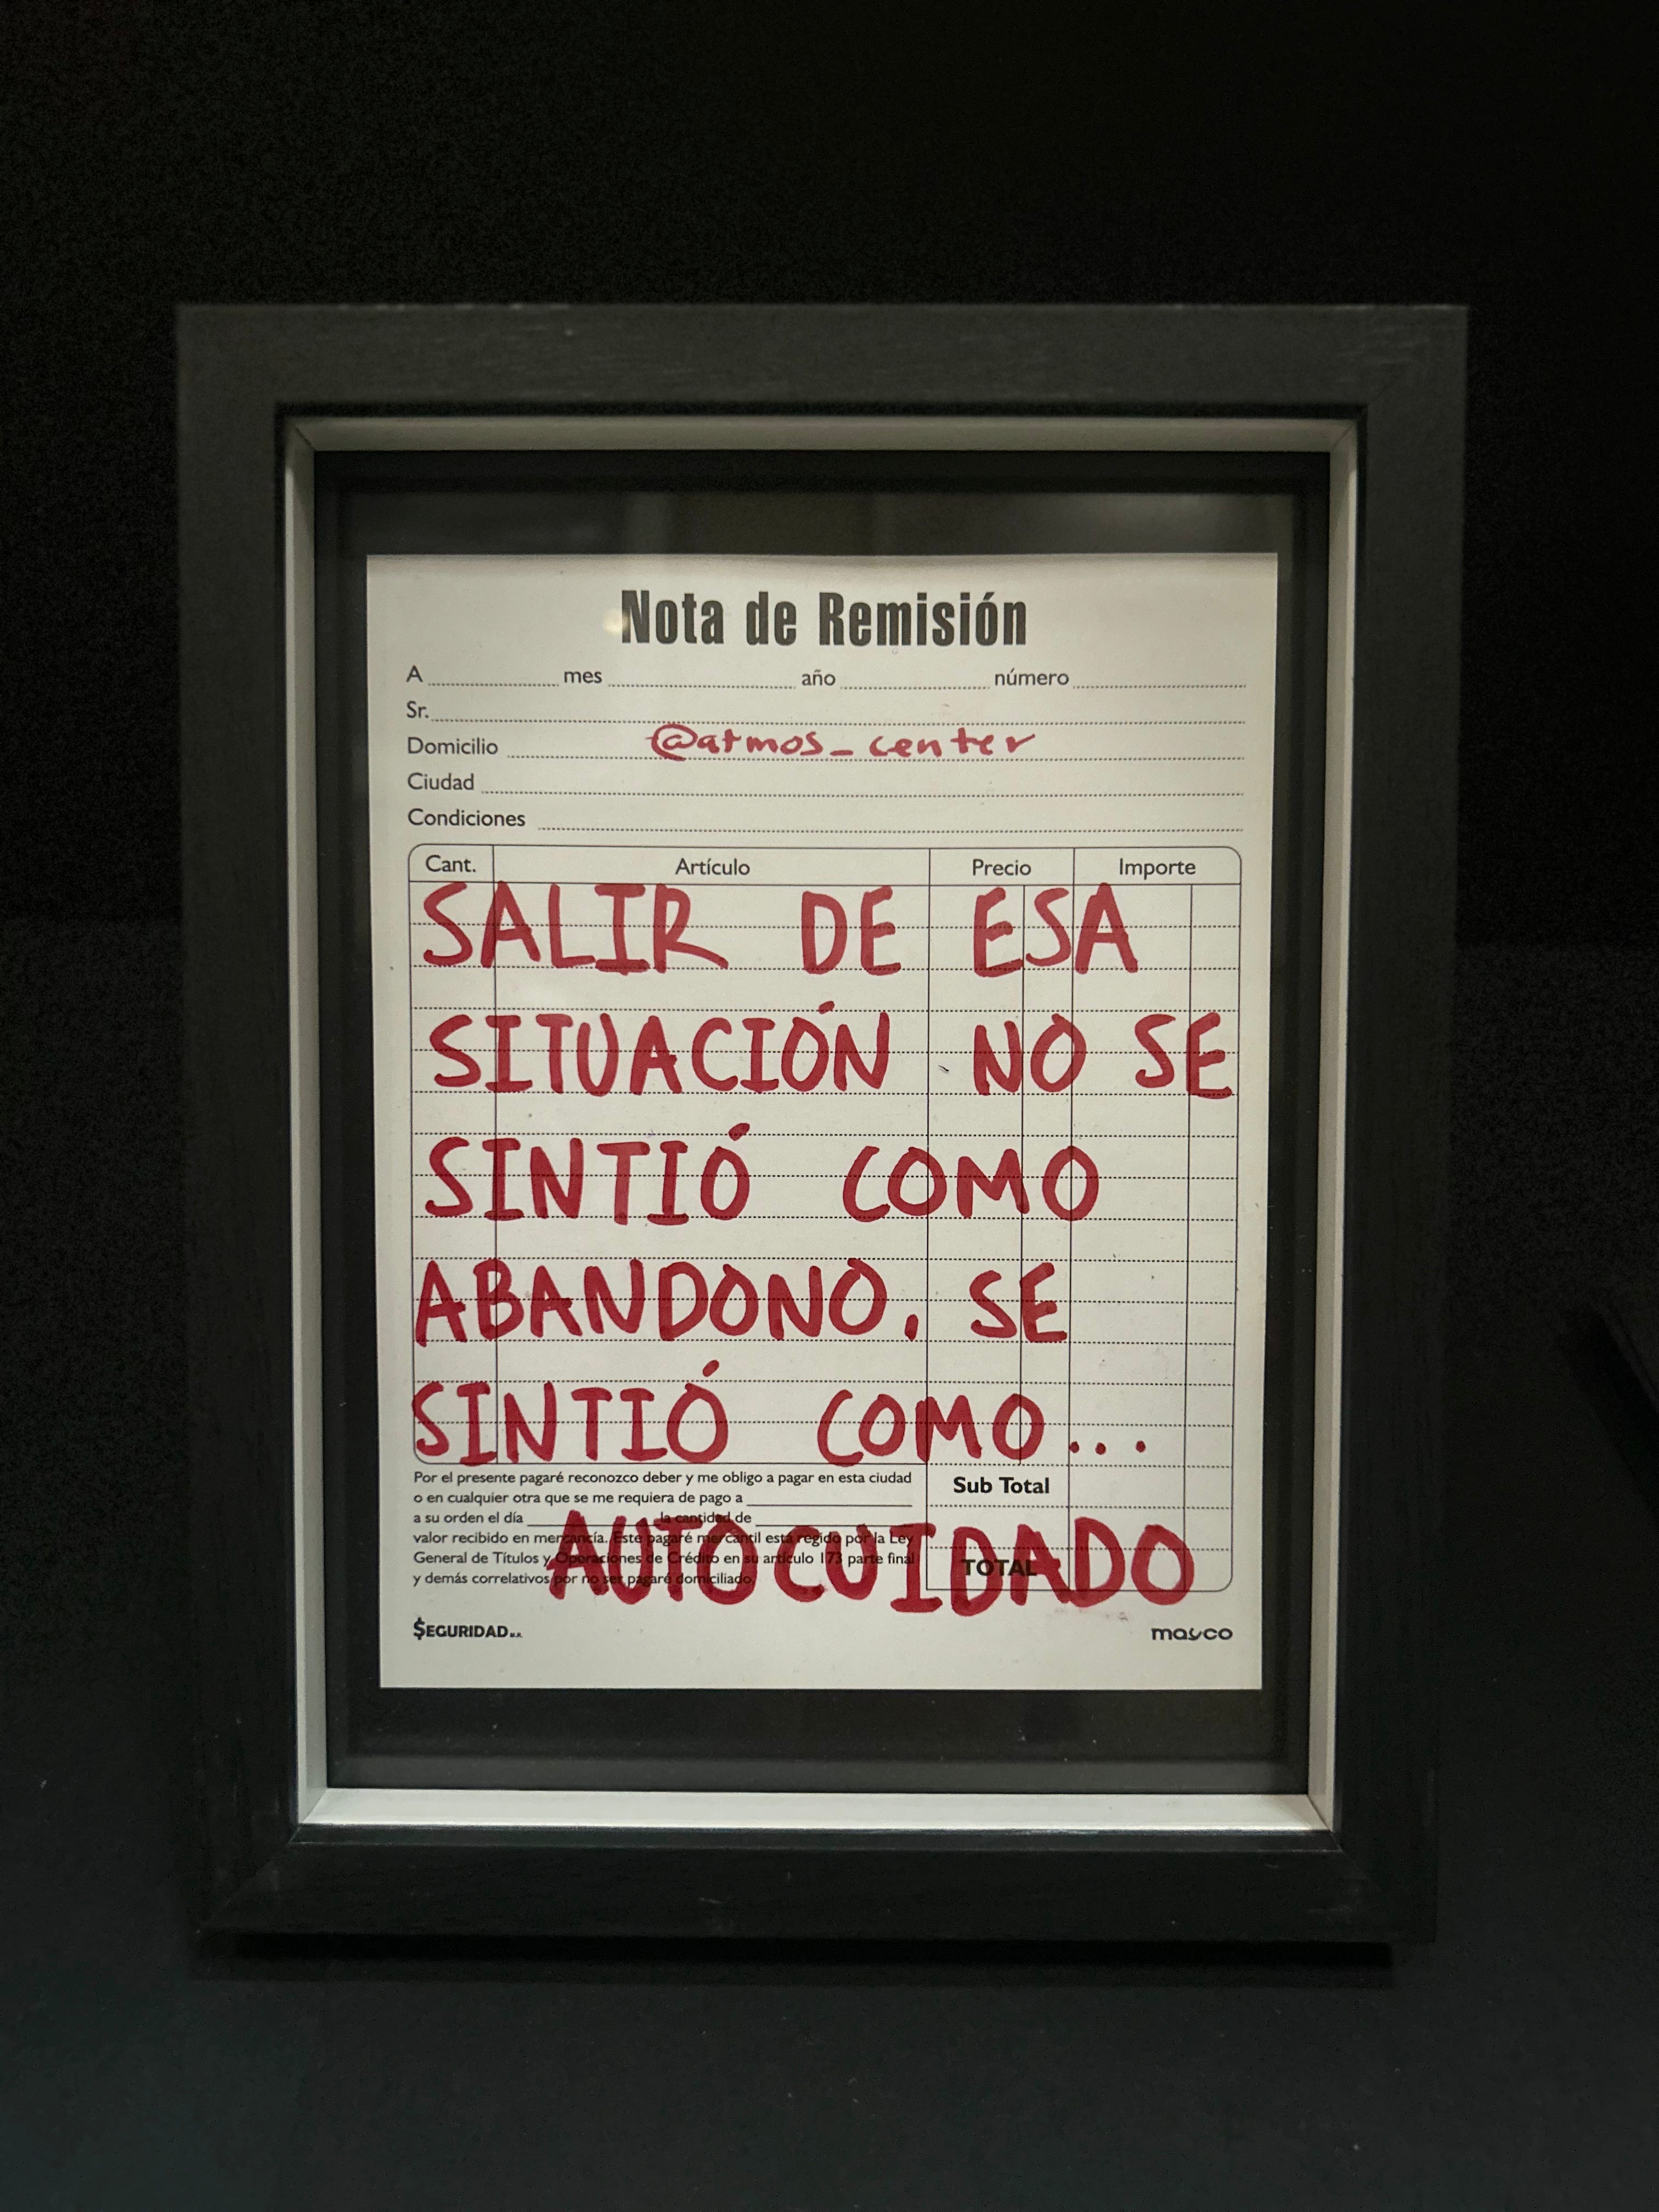 Nota de Remisión
A mes año número
Sr.
Domicilio @atmos_center
Ciudad
Condiciones
Cant. Artículo Precio Importe
SALIR DE ESA
SITUACIÓN NO SE
SINTIÓ COMO
ABANDONO. SE
SINTIÓ COMO...
Por el presente pagaré reconozco deber y me obligo a pagar en esta ciudad
o en cualquier otra que se me requiera de pago a
Sub Total
a su orden el día la cantidad de
valor recibido en mercancía. Este pagaré mercantil está regido por la Ley
General de Títulos y Operaciones de Crédito en su artículo 173 parte final
y demás correlativos por no ser pagaré domiciliado.
TOTAL
AUTOCUIDADO
$EGURIDAD M.R.
mayco